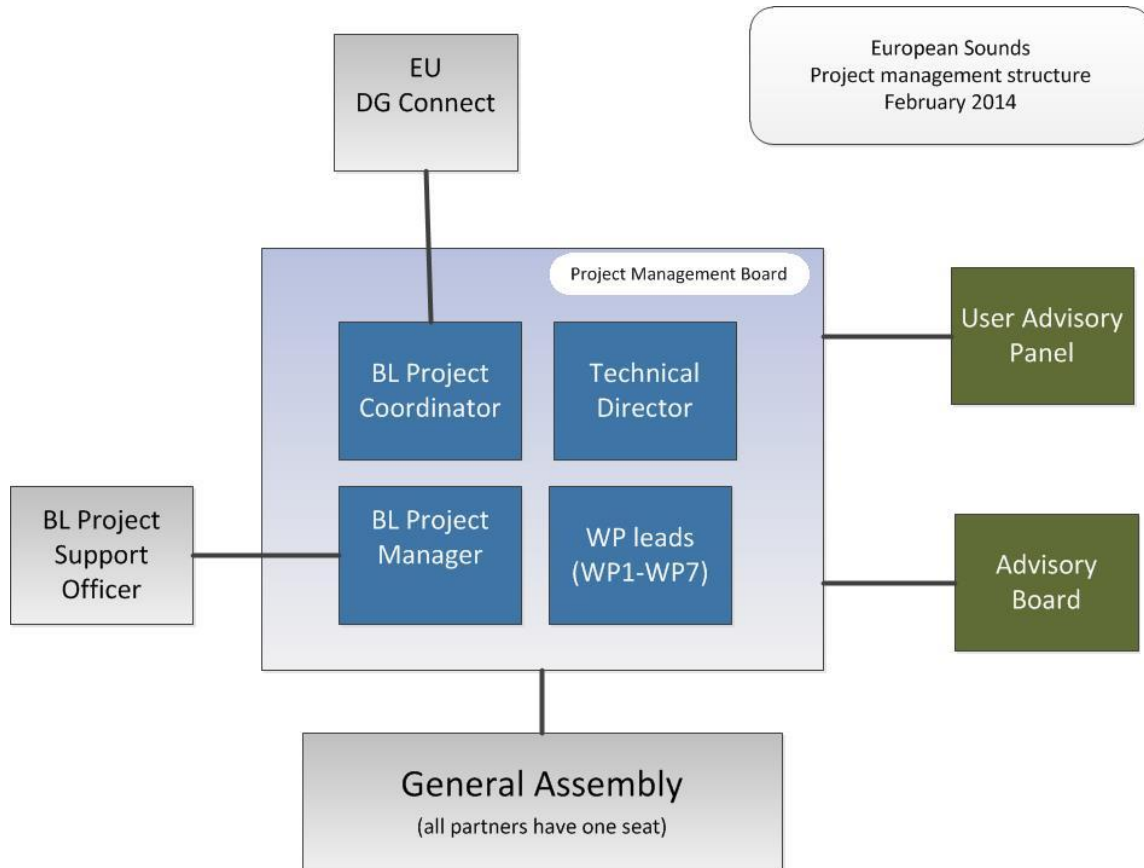 EU
DG Connect
European Sounds
Project management structure
February 2014
Project Management Board
BL Project
Coordinator
Technical
Director
User Advisory
Panel
BL Project
Support
Officer
BL Project
Manager
WP leads
(WP1-WP7)
Advisory
Board
General Assembly
(all partners have one seat)